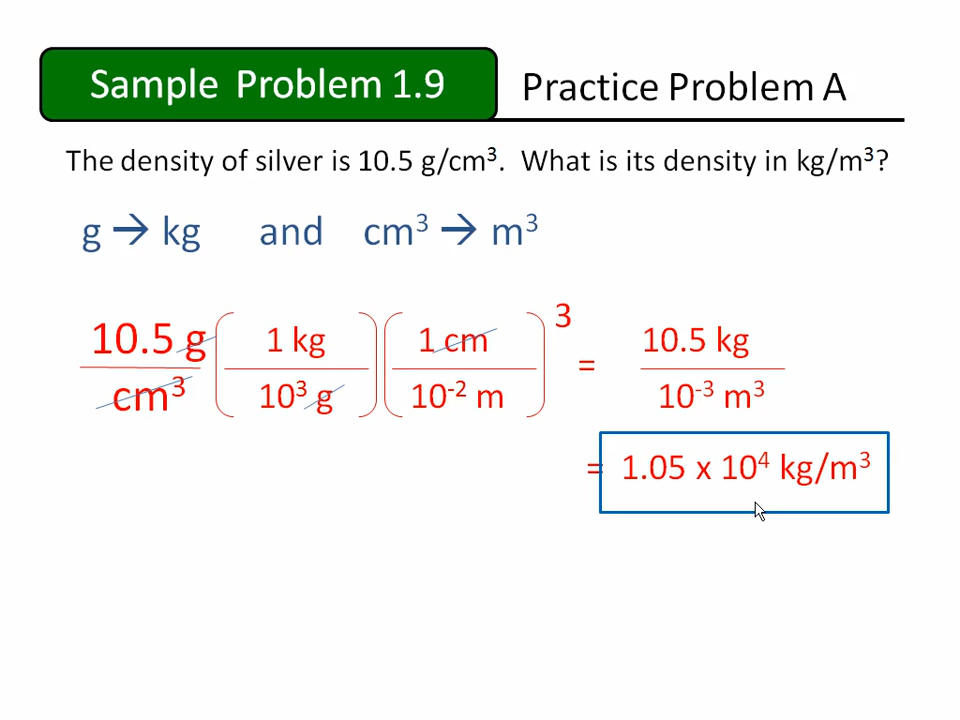 Sample Problem 1.9 Practice Problem A
The density of silver is 10.5 g/cm³. What is its density in kg/m³?
g → kg and cm³ → m³
3
10.5 g 1 kg 1 cm = 10.5 kg
cm³ 10³ g 10⁻² m 10⁻³ m³
= 1.05 x 10⁴ kg/m³